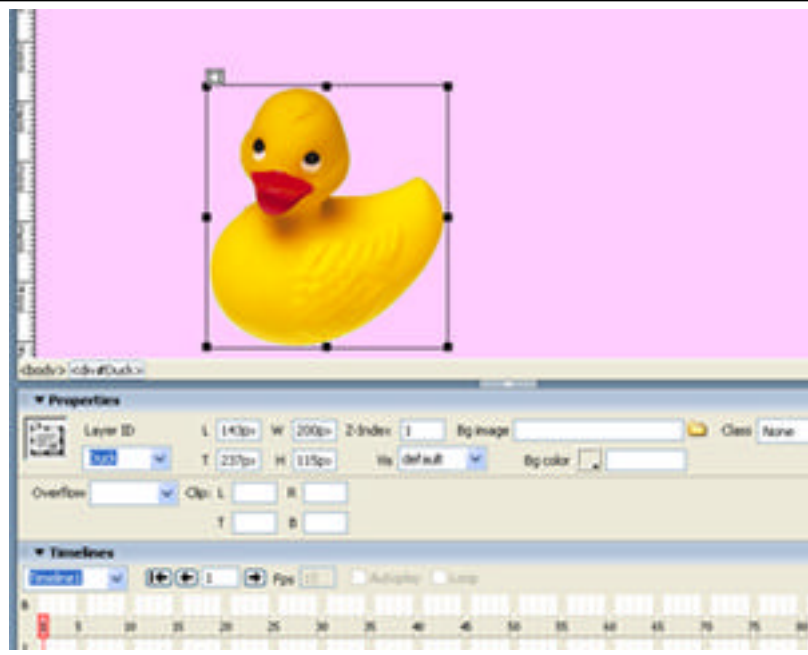 <body> <div#Duck>
Properties
Layer ID L 143px W 200px Z-Index 1 Bg image Class None
Duck T 237px H 115px Vis default Bg color
Overflow Clip: L R
T B
Timelines
Timeline1 1 Fps 15 Autoplay Loop
B
1 5 10 15 20 25 30 35 40 45 50 55 60 65 70 75 80
1